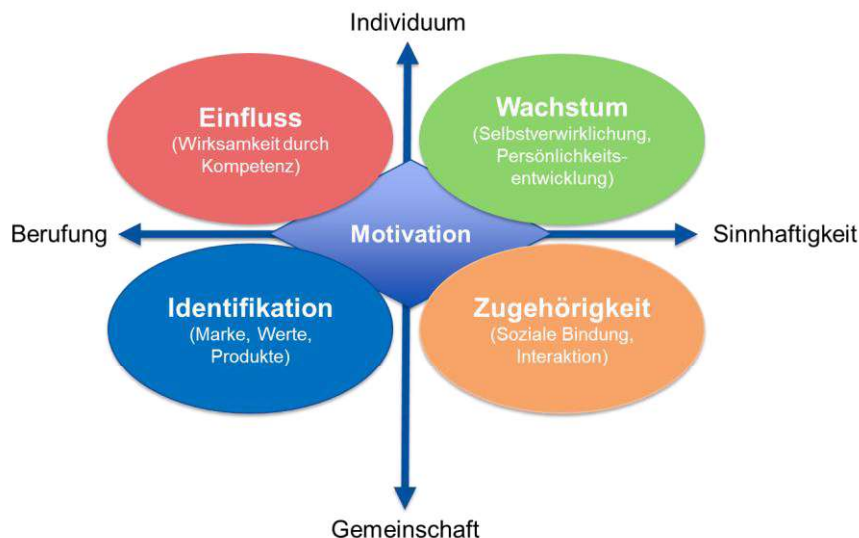 Individuum
Einfluss
(Wirksamkeit durch
Kompetenz)
Wachstum
(Selbstverwirklichung,
Persönlichkeits-
entwicklung)
Berufung
Motivation
Sinnhaftigkeit
Identifikation
(Marke, Werte,
Produkte)
Zugehörigkeit
(Soziale Bindung,
Interaktion)
Gemeinschaft